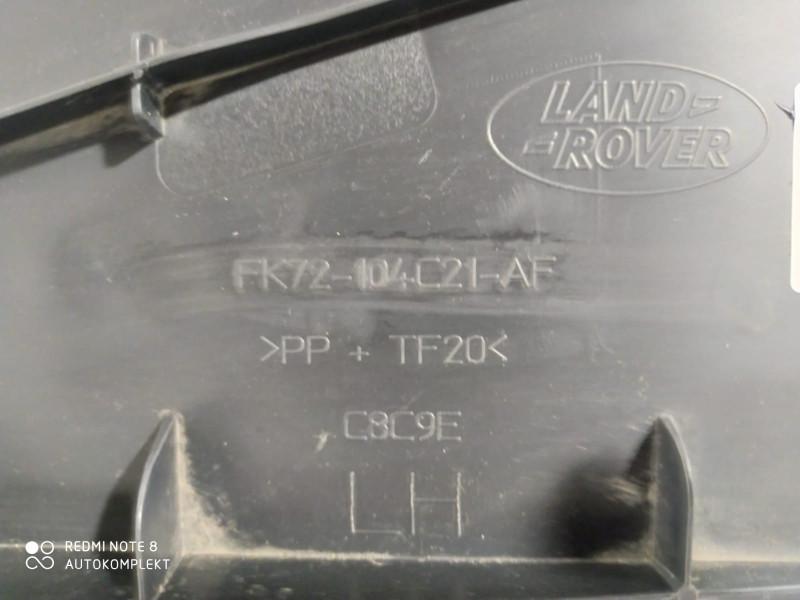 LAND
ROVER
FK72-104C21-AF
>PP + TF20<
C8C9E
LH
REDMI NOTE 8
AUTOKOMPLEKT